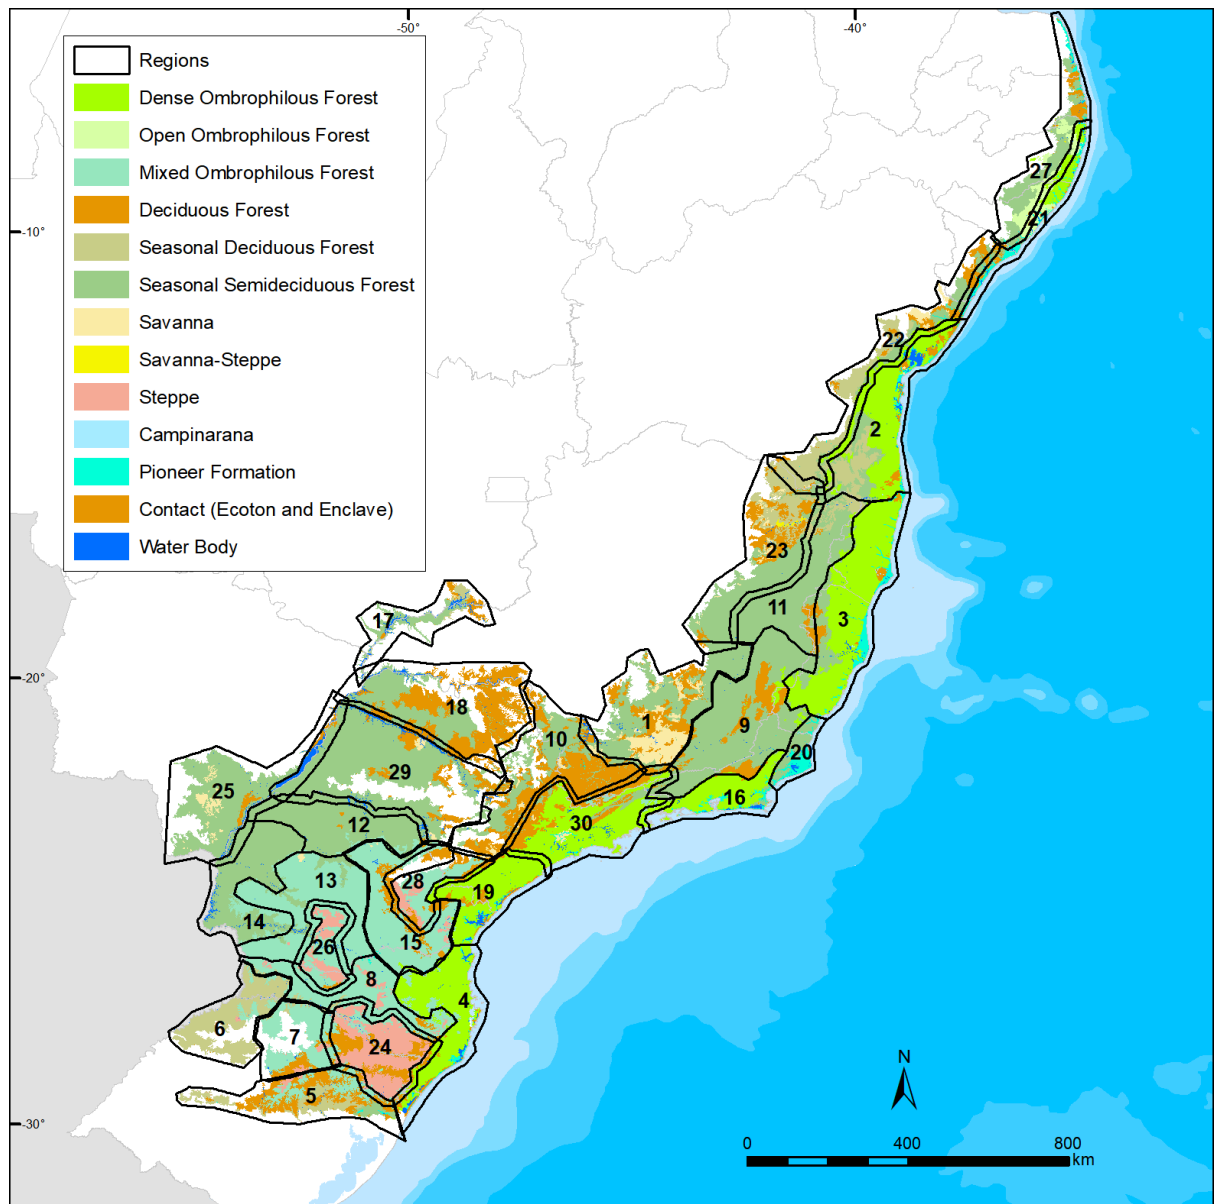 -50°
-40°
Regions
Dense Ombrophilous Forest
Open Ombrophilous Forest
Mixed Ombrophilous Forest
Deciduous Forest
Seasonal Deciduous Forest
Seasonal Semideciduous Forest
Savanna
Savanna-Steppe
Steppe
Campinarana
Pioneer Formation
Contact (Ecoton and Enclave)
Water Body
27
21
-10°
22
2
23
11
3
17
-20°
18
1
9
10
20
29
25
16
12
30
13
28
19
14
15
26
8
4
6
7
24
5
N
-30°
0 400 800
km